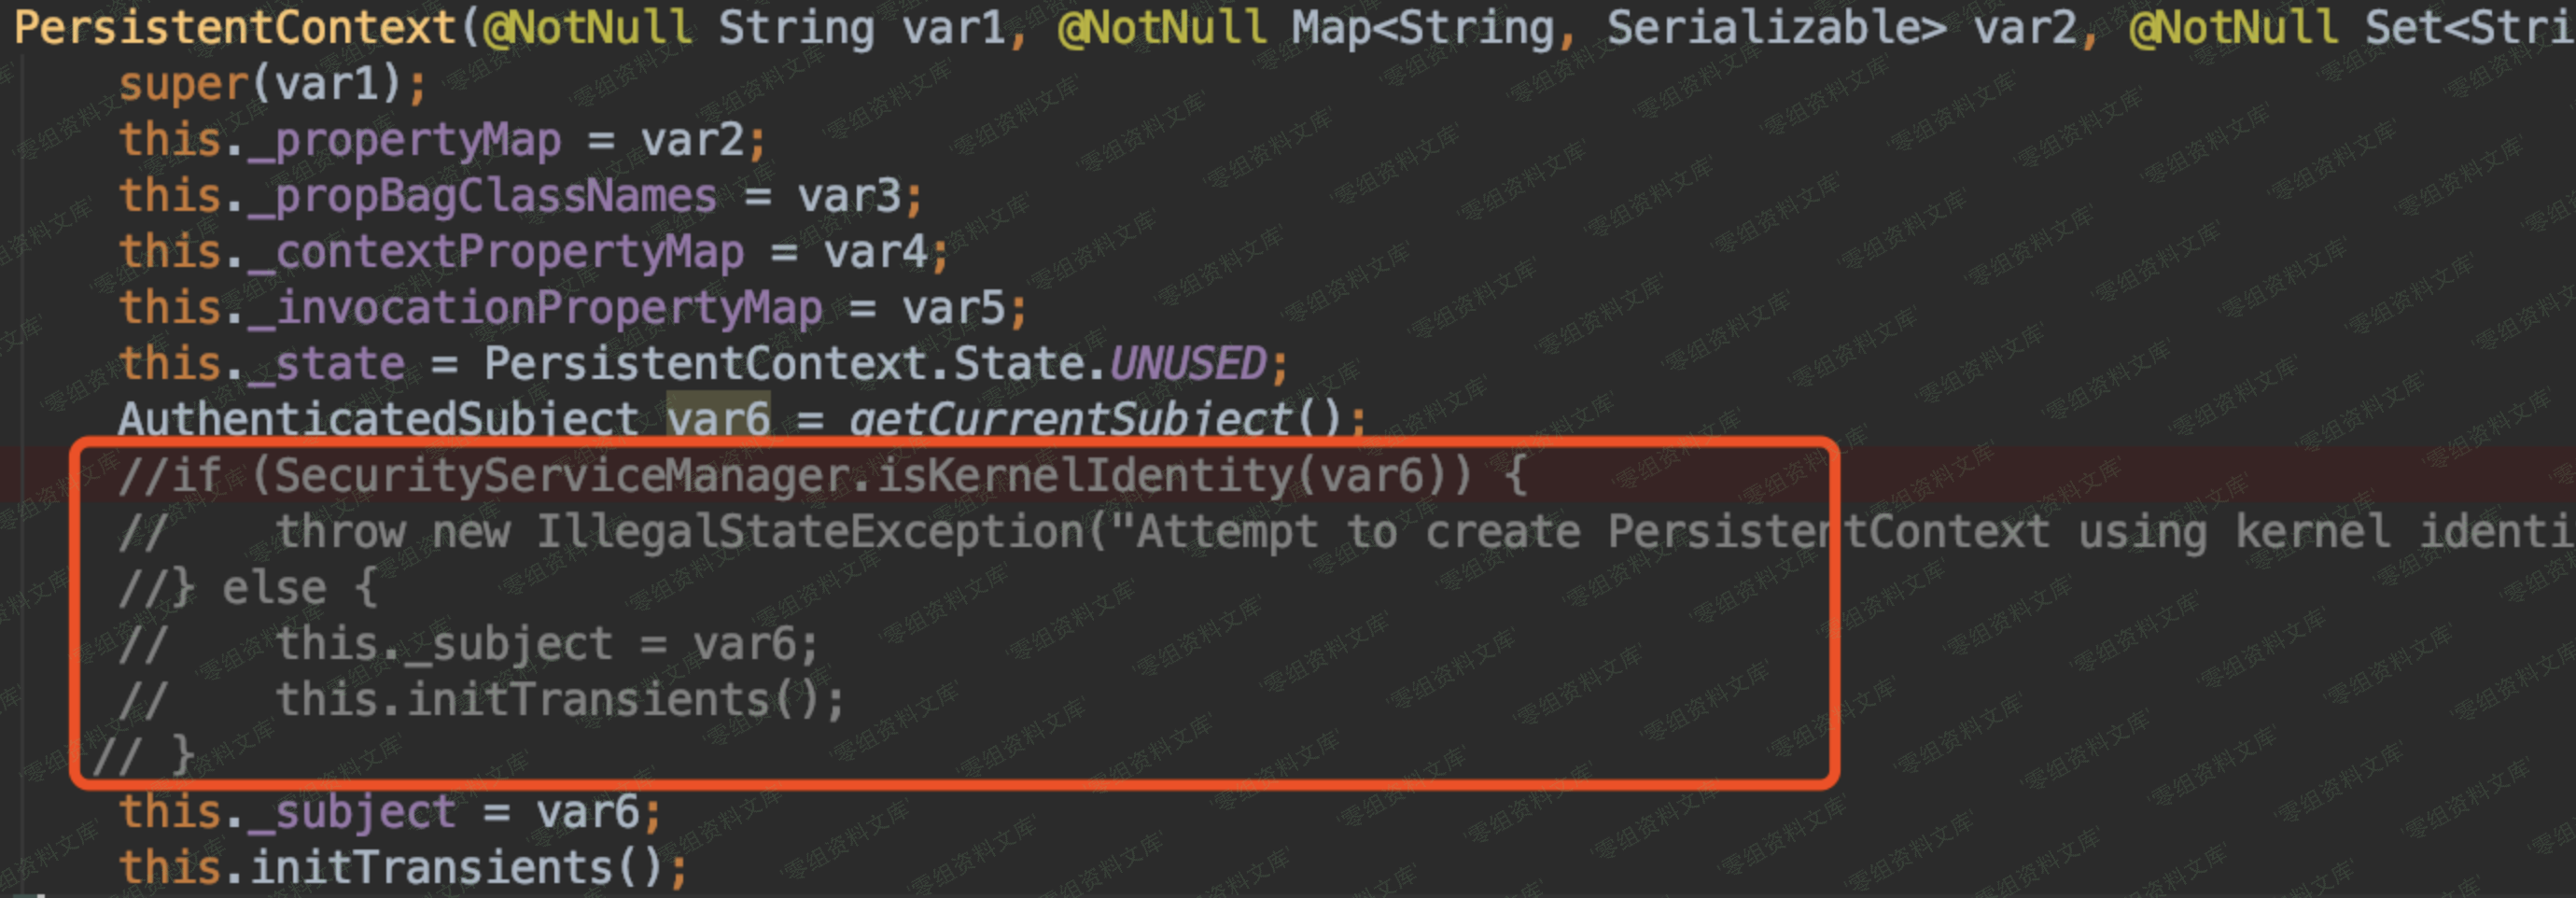 PersistentContext(@NotNull String var1, @NotNull Map<String, Serializable> var2, @NotNull Set<Stri
super(var1);
this._propertyMap = var2;
this._propBagClassNames = var3;
this._contextPropertyMap = var4;
this._invocationPropertyMap = var5;
this._state = PersistentContext.State.UNUSED;
AuthenticatedSubject var6 = getCurrentSubject();
//if (SecurityServiceManager.isKernelIdentity(var6)) {
//    throw new IllegalStateException("Attempt to create PersistentContext using kernel identi
//} else {
//    this._subject = var6;
//    this.initTransients();
// }
this._subject = var6;
this.initTransients();
零组资料文库